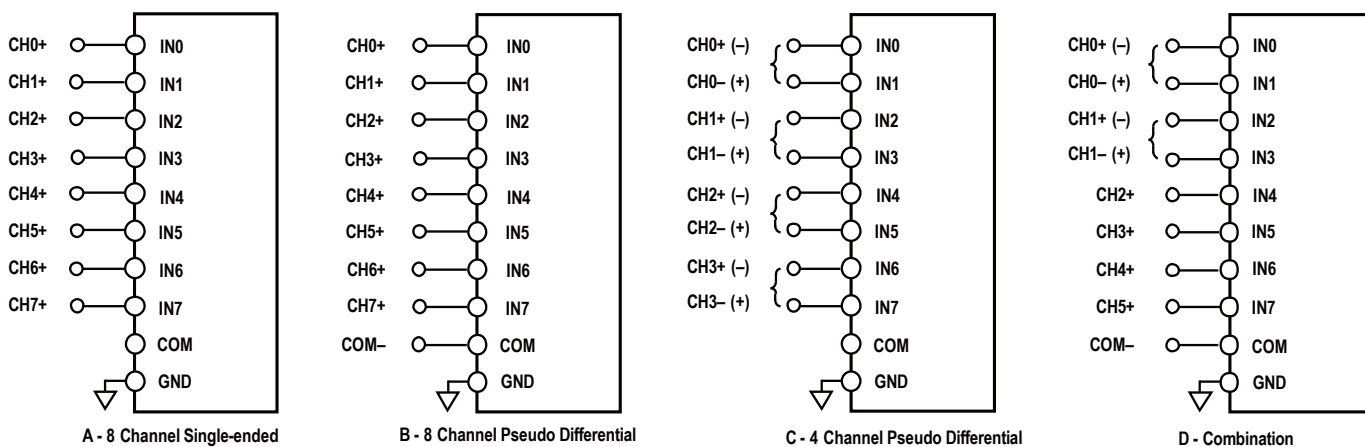 CH0+ IN0
CH1+ IN1
CH2+ IN2
CH3+ IN3
CH4+ IN4
CH5+ IN5
CH6+ IN6
CH7+ IN7
COM
GND
A - 8 Channel Single-ended
CH0+ IN0
CH1+ IN1
CH2+ IN2
CH3+ IN3
CH4+ IN4
CH5+ IN5
CH6+ IN6
CH7+ IN7
COM– COM
GND
B - 8 Channel Pseudo Differential
CH0+ (–) IN0
CH0– (+) IN1
CH1+ (–) IN2
CH1– (+) IN3
CH2+ (–) IN4
CH2– (+) IN5
CH3+ (–) IN6
CH3– (+) IN7
COM
GND
C - 4 Channel Pseudo Differential
CH0+ (–) IN0
CH0– (+) IN1
CH1+ (–) IN2
CH1– (+) IN3
CH2+ IN4
CH3+ IN5
CH4+ IN6
CH5+ IN7
COM– COM
GND
D - Combination